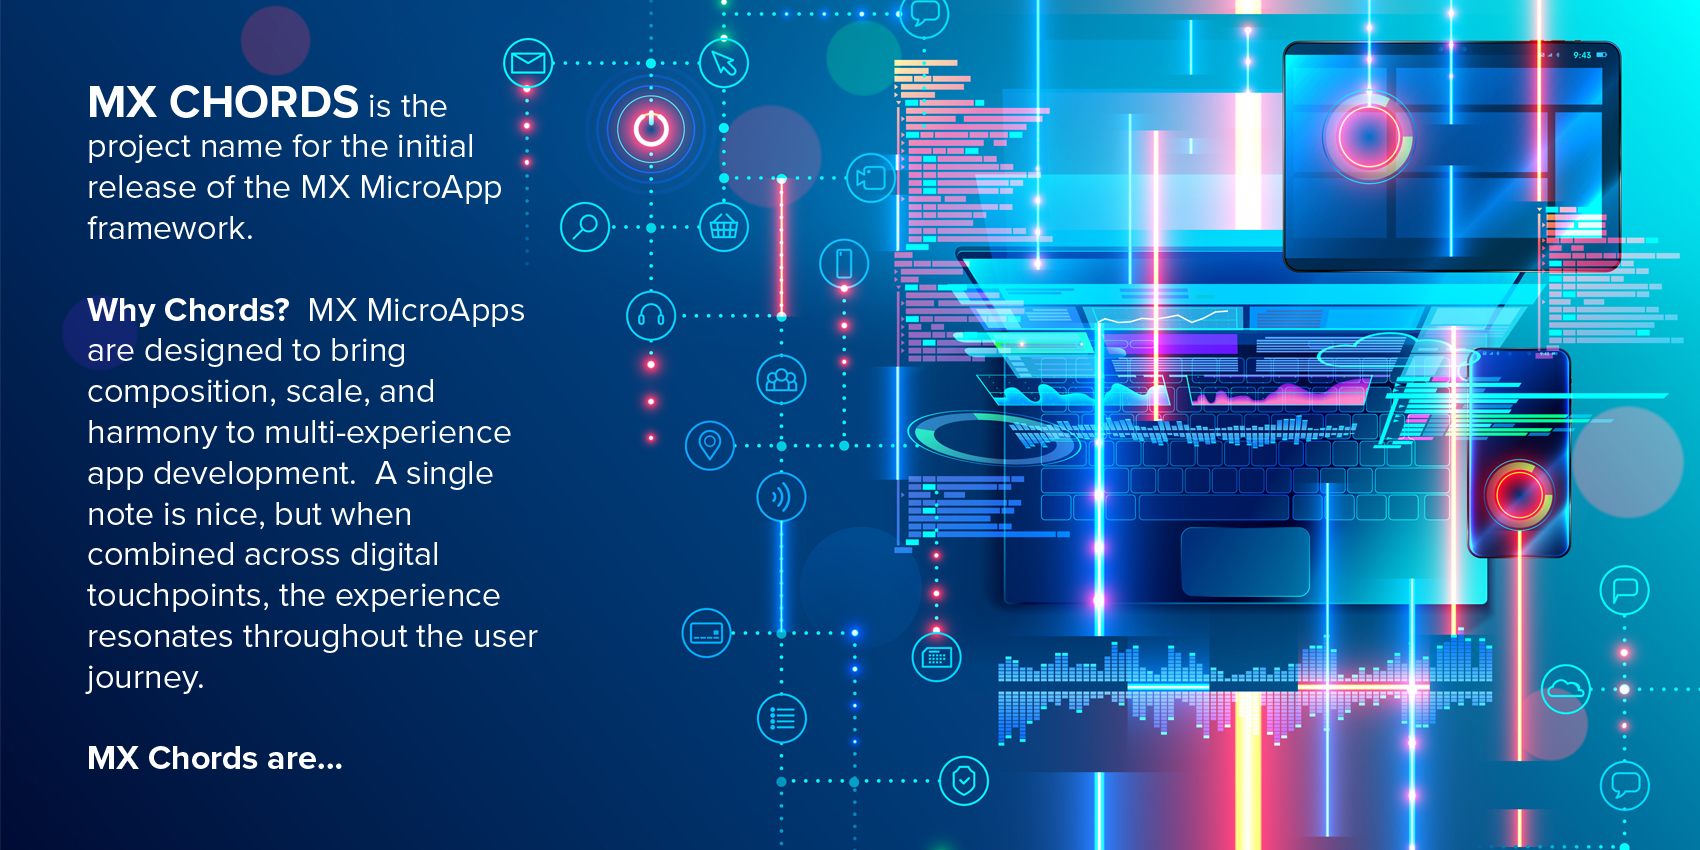 MX CHORDS is the
project name for the initial
release of the MX MicroApp
framework.
Why Chords?  MX MicroApps
are designed to bring
composition, scale, and
harmony to multi-experience
app development.  A single
note is nice, but when
combined across digital
touchpoints, the experience
resonates throughout the user
journey.
MX Chords are...
9:43